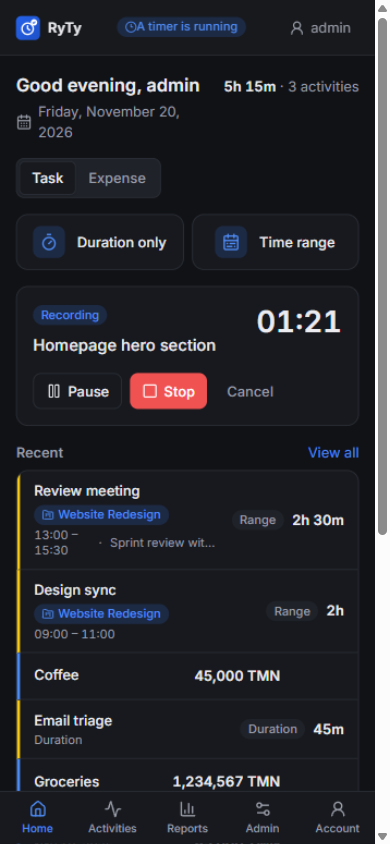 RyTy
A timer is running
admin
Good evening, admin
5h 15m · 3 activities
Friday, November 20,
2026
Task
Expense
Duration only
Time range
Recording
01:21
Homepage hero section
Pause
Stop
Cancel
Recent
View all
Review meeting
Website Redesign
13:00 –
15:30
· Sprint review wit...
Range
2h 30m
Design sync
Website Redesign
09:00 – 11:00
Range
2h
Coffee
45,000 TMN
Email triage
Duration
Duration
45m
Groceries
1,234,567 TMN
Home
Activities
Reports
Admin
Account